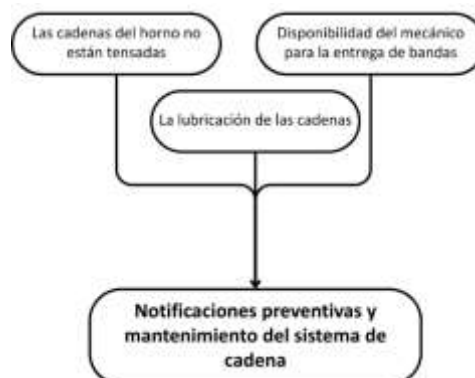 Las cadenas del horno no
están tensadas
Disponibilidad del mecánico
para la entrega de bandas
La lubricación de las cadenas
Notificaciones preventivas y
mantenimiento del sistema de
cadena